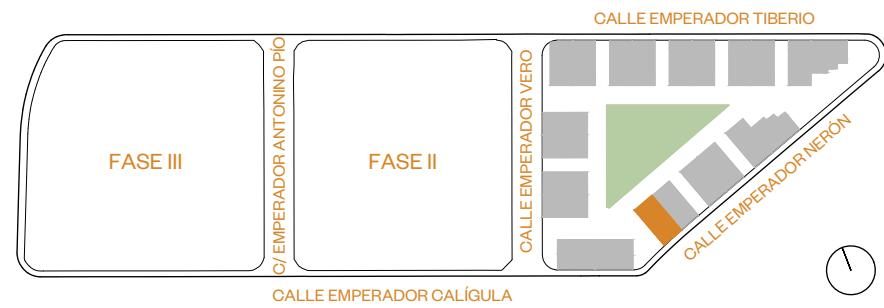 CALLE EMPERADOR TIBERIO
FASE III
C/ EMPERADOR ANTONINO PÍO
FASE II
CALLE EMPERADOR VERO
CALLE EMPERADOR NERÓN
CALLE EMPERADOR CALÍGULA